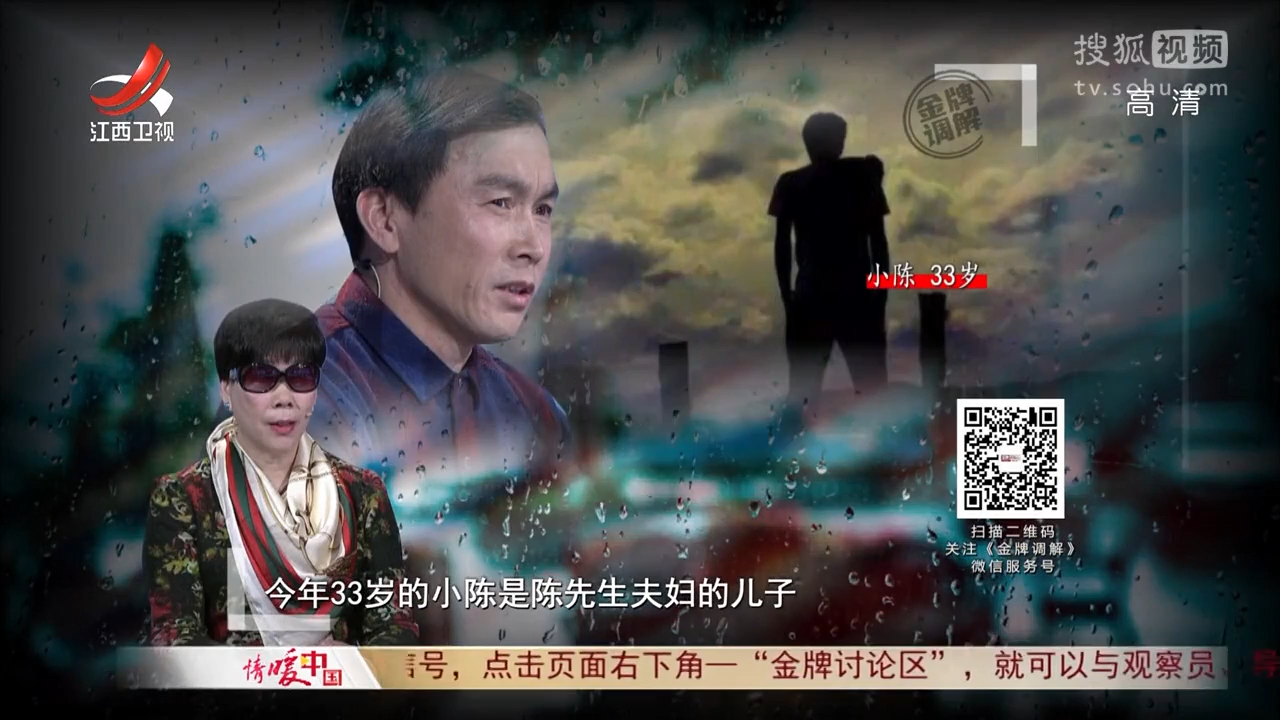 江西卫视
搜狐视频
tv.sohu.com
高清
金牌
调解
小陈 33岁
扫描二维码
关注《金牌调解》
微信服务号
今年33岁的小陈是陈先生夫妇的儿子
情暖中国
信号，点击页面右下角—“金牌讨论区”，就可以与观察员、